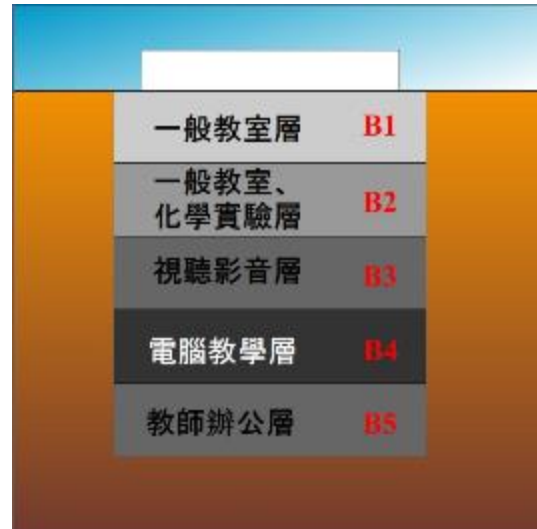 一般教室層 B1
一般教室、
化學實驗層 B2
視聽影音層 B3
電腦教學層 B4
教師辦公層 B5